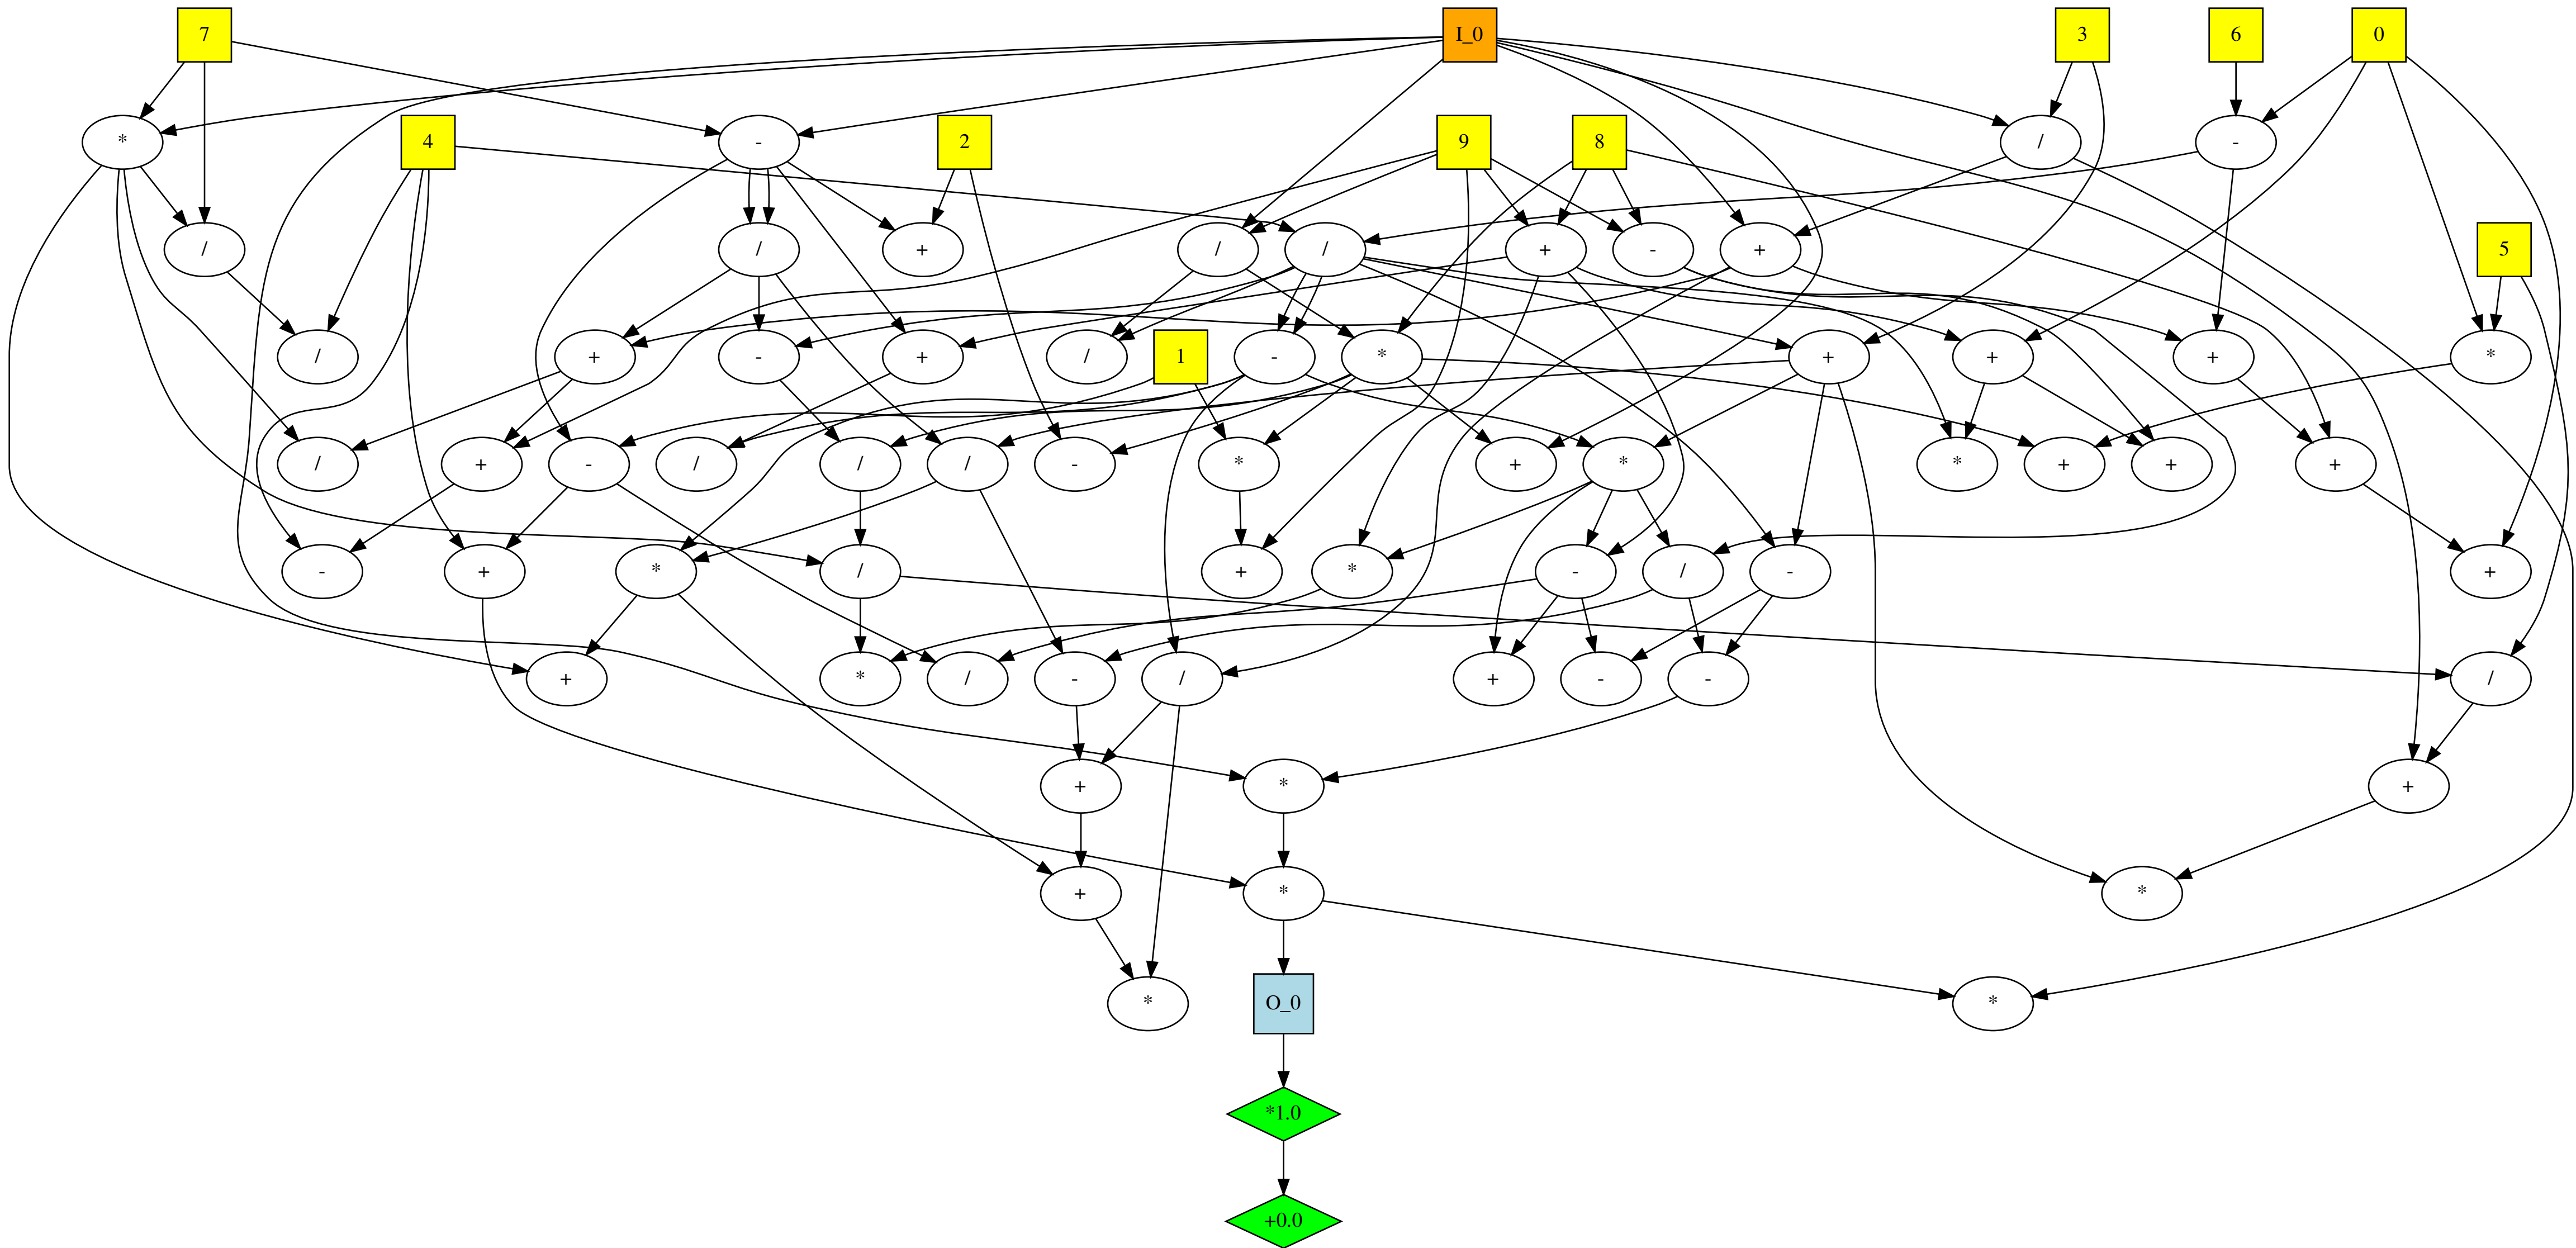 7 I_0 3 6 0
* 4 - 2 9 8 / -
/ / + / / + - + 5
/ + - + / 1 - * + + + *
/ + - / / / - * + * * + + +
- + * / + * - / - +
+ * / - / + - - /
+ * +
+ * *
* O_0 *
*1.0
+0.0